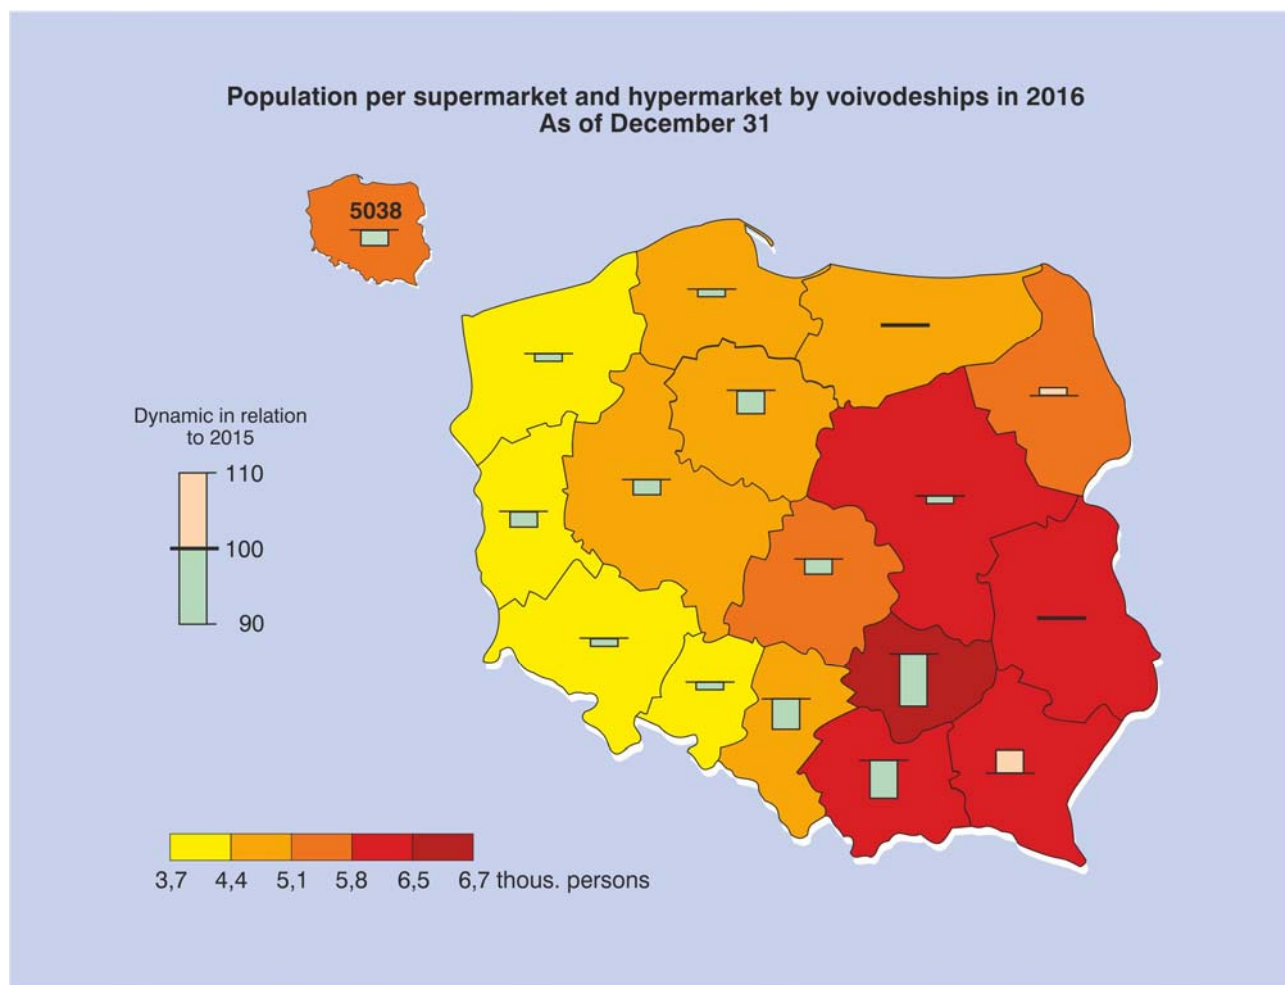 Population per supermarket and hypermarket by voivodeships in 2016
As of December 31
5038
Dynamic in relation
to 2015
110
100
90
3,7 4,4 5,1 5,8 6,5 6,7 thous. persons